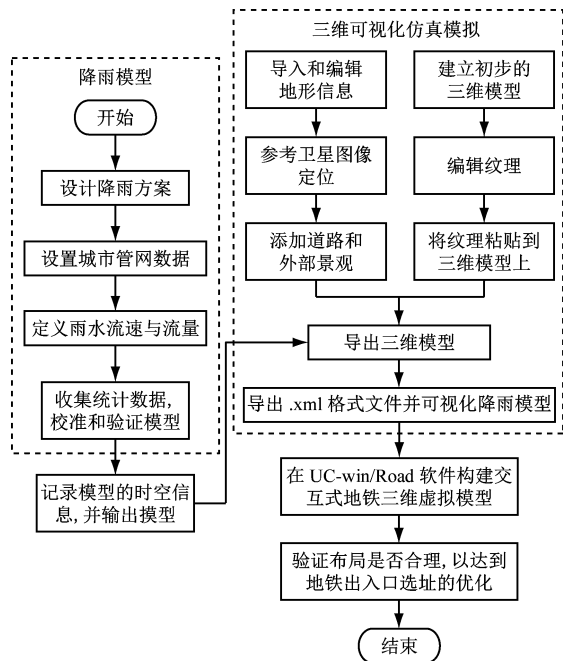 降雨模型
开始
设计降雨方案
设置城市管网数据
定义雨水流速与流量
收集统计数据,
校准和验证模型
记录模型的时空信
息,并输出摸型
三维可视化仿真模拟
导入和编辑
地形信息
参考卫星图像
定位
添加道路和
外部景观
建立初步的
三维模型
编辑纹理
将纹理粘贴到
三维模型上
导出三维模型
导出 .xml 格式文件并可视化降雨模型
在 UC-win/Road 软件构建交
互式地铁三维虚拟模型
验证布局是否合理,以达到
地铁出入口选址的优化
结束